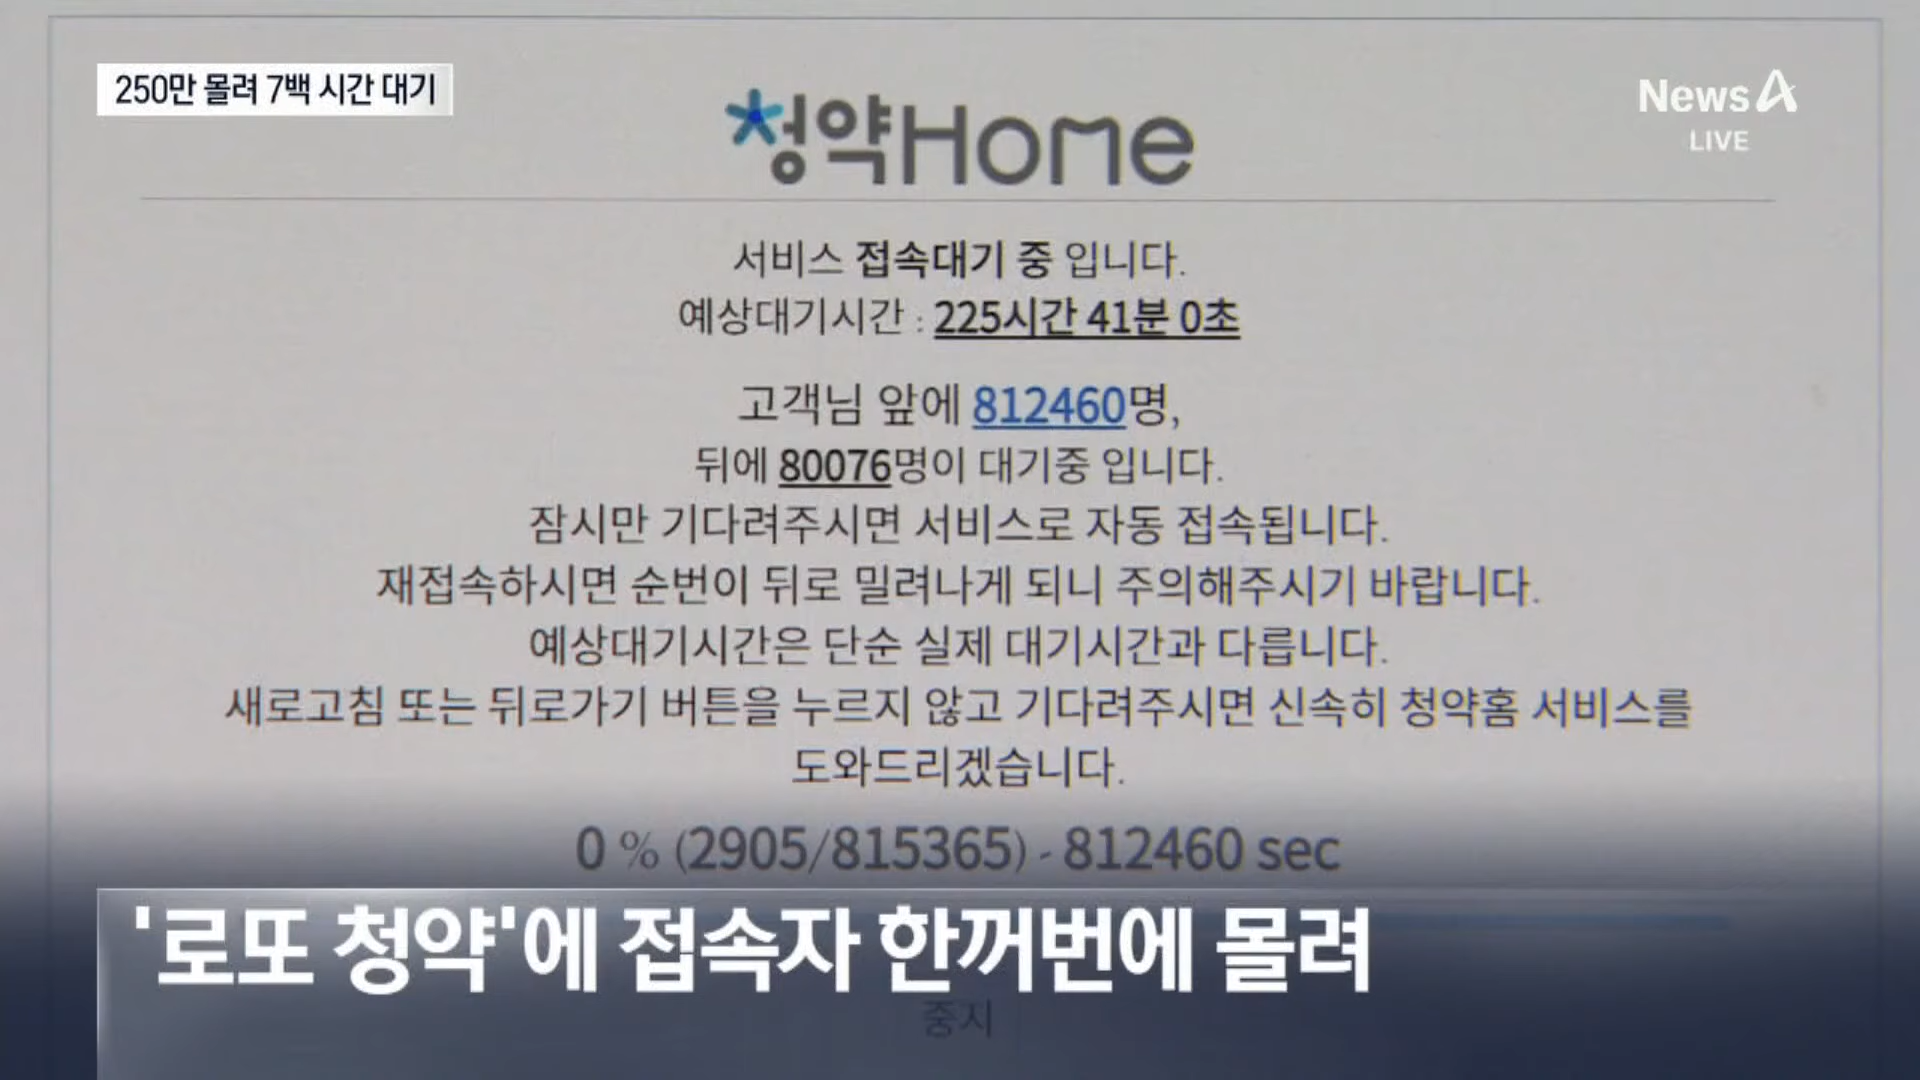 250만 몰려 7백 시간 대기
News A
LIVE
청약Home
서비스 접속대기 중 입니다.
예상대기시간 : 225시간 41분 0초
고객님 앞에 812460명,
뒤에 80076명이 대기중 입니다.
잠시만 기다려주시면 서비스로 자동 접속됩니다.
재접속하시면 순번이 뒤로 밀려나게 되니 주의해주시기 바랍니다.
예상대기시간은 단순 실제 대기시간과 다릅니다.
새로고침 또는 뒤로가기 버튼을 누르지 않고 기다려주시면 신속히 청약홈 서비스를
도와드리겠습니다.
0 % (2905/815365) - 812460 sec
'로또 청약'에 접속자 한꺼번에 몰려
중지